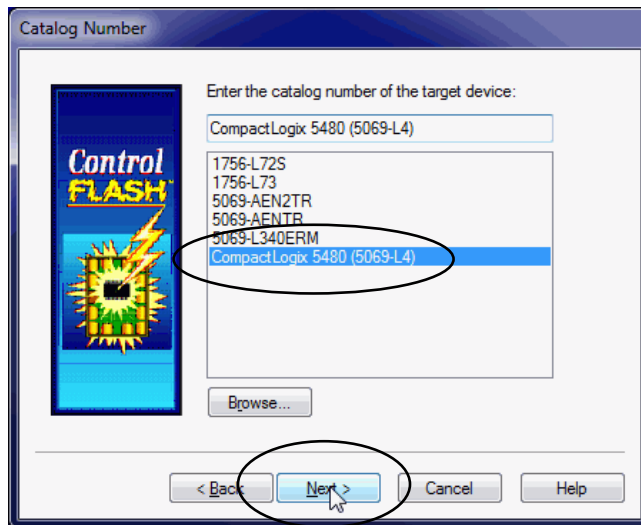 Catalog Number
Enter the catalog number of the target device:
CompactLogix 5480 (5069-L4)
Control
FLASH
1756-L72S
1756-L73
5069-AEN2TR
5069-AENTR
5069-L340ERM
CompactLogix 5480 (5069-L4)
Browse...
< Back
Next >
Cancel
Help